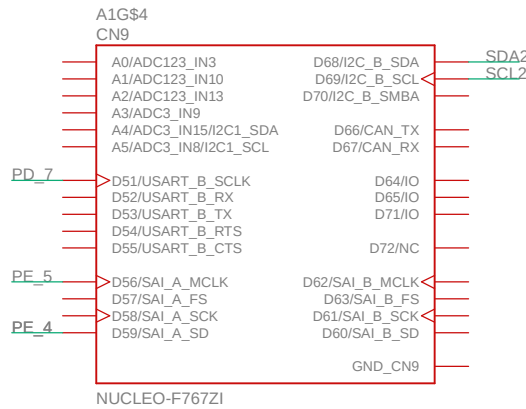 A1G$4
CN9
A0/ADC123_IN3 D68/I2C_B_SDA SDA2
A1/ADC123_IN10 D69/I2C_B_SCL SCL2
A2/ADC123_IN13 D70/I2C_B_SMBA
A3/ADC3_IN9
A4/ADC3_IN15/I2C1_SDA D66/CAN_TX
A5/ADC3_IN8/I2C1_SCL D67/CAN_RX
PD_7 D51/USART_B_SCLK D64/IO
D52/USART_B_RX D65/IO
D53/USART_B_TX D71/IO
D54/USART_B_RTS
D55/USART_B_CTS D72/NC
PE_5 D56/SAI_A_MCLK D62/SAI_B_MCLK
D57/SAI_A_FS D63/SAI_B_FS
D58/SAI_A_SCK D61/SAI_B_SCK
PE_4 D59/SAI_A_SD D60/SAI_B_SD
GND_CN9
NUCLEO-F767ZI